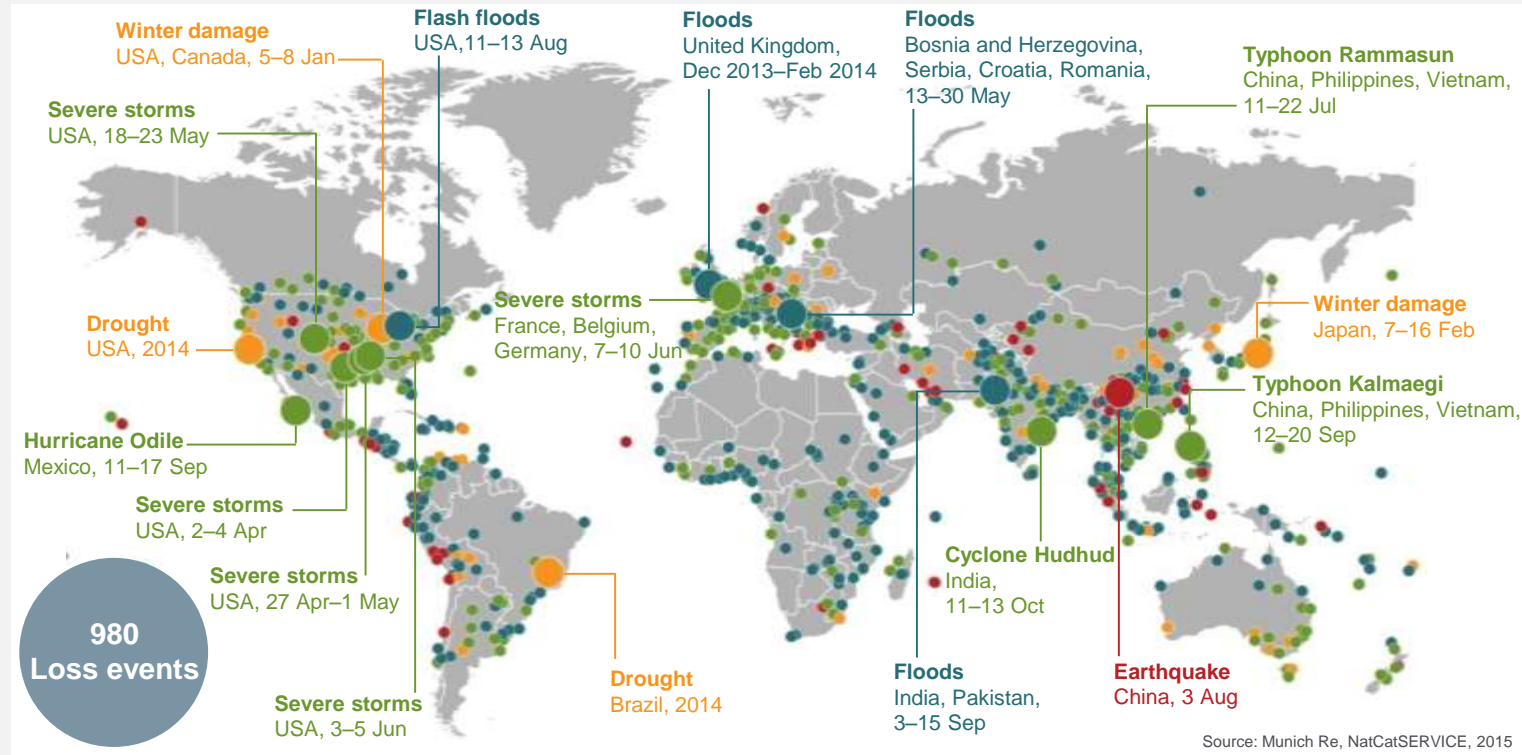 Winter damage
USA, Canada, 5–8 Jan
Flash floods
USA,11–13 Aug
Floods
United Kingdom,
Dec 2013–Feb 2014
Floods
Bosnia and Herzegovina,
Serbia, Croatia, Romania,
13–30 May
Typhoon Rammasun
China, Philippines, Vietnam,
11–22 Jul
Severe storms
USA, 18–23 May
Severe storms
France, Belgium,
Germany, 7–10 Jun
Drought
USA, 2014
Winter damage
Japan, 7–16 Feb
Typhoon Kalmaegi
China, Philippines, Vietnam,
12–20 Sep
Hurricane Odile
Mexico, 11–17 Sep
Severe storms
USA, 2–4 Apr
Severe storms
USA, 27 Apr–1 May
Cyclone Hudhud
India,
11–13 Oct
980
Loss events
Severe storms
USA, 3–5 Jun
Drought
Brazil, 2014
Floods
India, Pakistan,
3–15 Sep
Earthquake
China, 3 Aug
Source: Munich Re, NatCatSERVICE, 2015